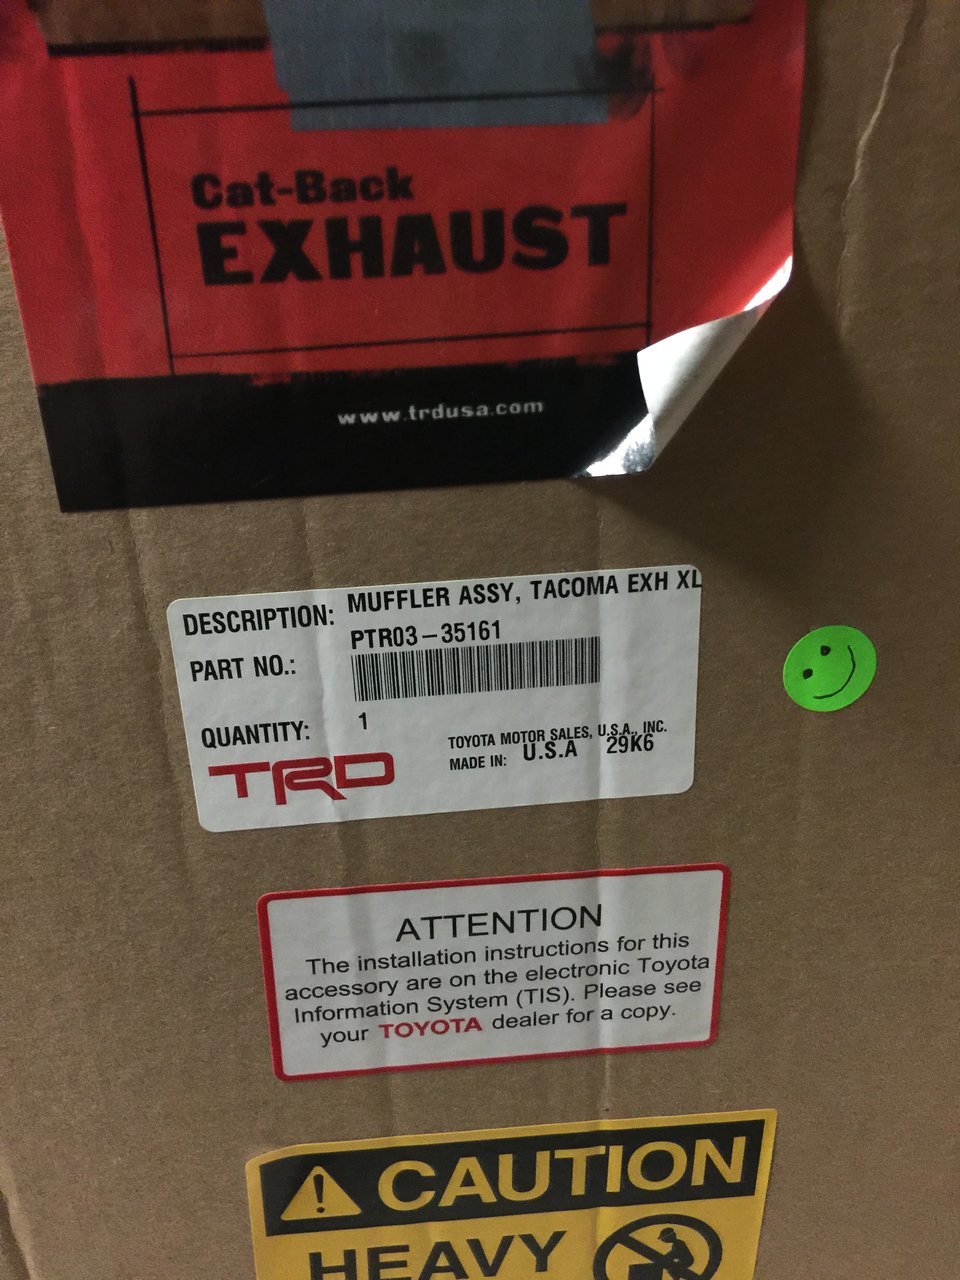 Cat-Back
EXHAUST
www.trdusa.com
DESCRIPTION: MUFFLER ASSY, TACOMA EXH XL
PART NO.: PTR03-35161
QUANTITY: 1
TRD
TOYOTA MOTOR SALES, U.S.A., INC.
MADE IN: U.S.A 29K6
ATTENTION
The installation instructions for this
accessory are on the electronic Toyota
Information System (TIS). Please see
your TOYOTA dealer for a copy.
CAUTION
HEAVY